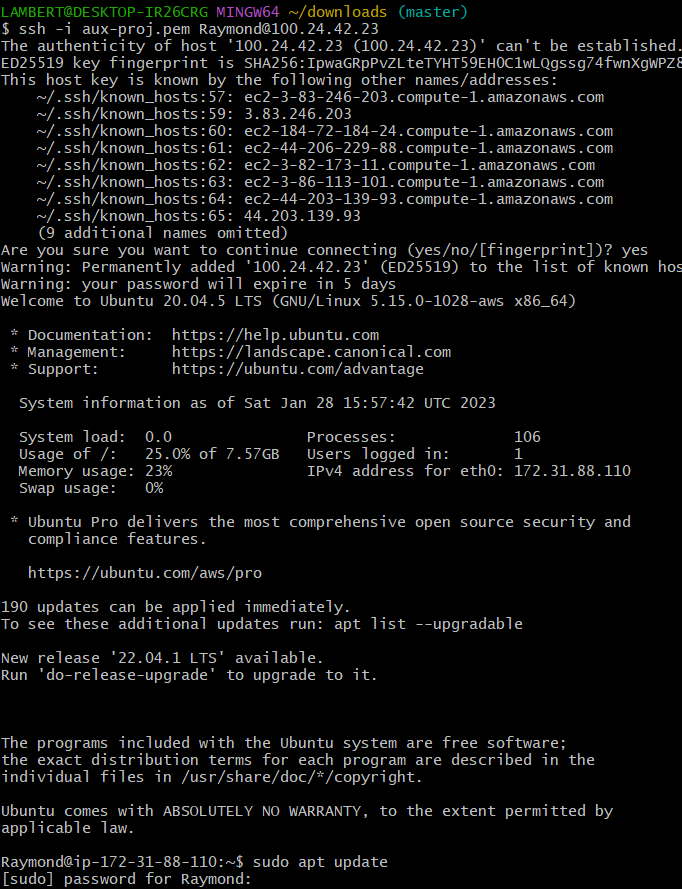 LAMBERT@DESKTOP-IR26CRG MINGW64 ~/downloads (master)
$ ssh -i aux-proj.pem Raymond@100.24.42.23
The authenticity of host '100.24.42.23 (100.24.42.23)' can't be established.
ED25519 key fingerprint is SHA256:IpwaGRpPvZLteTYHT59EHOC1wLQgssg74fwnXgWPZ8
This host key is known by the following other names/addresses:
    ~/.ssh/known_hosts:57: ec2-3-83-246-203.compute-1.amazonaws.com
    ~/.ssh/known_hosts:59: 3.83.246.203
    ~/.ssh/known_hosts:60: ec2-184-72-184-24.compute-1.amazonaws.com
    ~/.ssh/known_hosts:61: ec2-44-206-229-88.compute-1.amazonaws.com
    ~/.ssh/known_hosts:62: ec2-3-82-173-11.compute-1.amazonaws.com
    ~/.ssh/known_hosts:63: ec2-3-86-113-101.compute-1.amazonaws.com
    ~/.ssh/known_hosts:64: ec2-44-203-139-93.compute-1.amazonaws.com
    ~/.ssh/known_hosts:65: 44.203.139.93
    (9 additional names omitted)
Are you sure you want to continue connecting (yes/no/[fingerprint])? yes
Warning: Permanently added '100.24.42.23' (ED25519) to the list of known hos
Warning: your password will expire in 5 days
Welcome to Ubuntu 20.04.5 LTS (GNU/Linux 5.15.0-1028-aws x86_64)

 * Documentation:  https://help.ubuntu.com
 * Management:     https://landscape.canonical.com
 * Support:        https://ubuntu.com/advantage

  System information as of Sat Jan 28 15:57:42 UTC 2023

  System load:  0.0               Processes:             106
  Usage of /:   25.0% of 7.57GB   Users logged in:       1
  Memory usage: 23%               IPv4 address for eth0: 172.31.88.110
  Swap usage:   0%

 * Ubuntu Pro delivers the most comprehensive open source security and
   compliance features.

   https://ubuntu.com/aws/pro

190 updates can be applied immediately.
To see these additional updates run: apt list --upgradable

New release '22.04.1 LTS' available.
Run 'do-release-upgrade' to upgrade to it.

The programs included with the Ubuntu system are free software;
the exact distribution terms for each program are described in the
individual files in /usr/share/doc/*/copyright.

Ubuntu comes with ABSOLUTELY NO WARRANTY, to the extent permitted by
applicable law.

Raymond@ip-172-31-88-110:~$ sudo apt update
[sudo] password for Raymond: